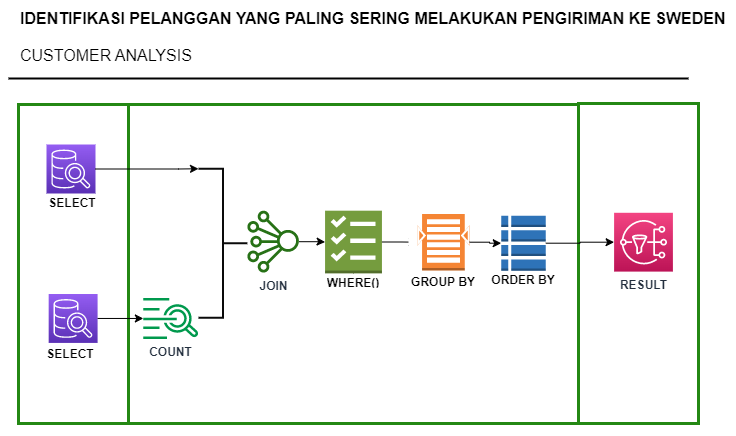 IDENTIFIKASI PELANGGAN YANG PALING SERING MELAKUKAN PENGIRIMAN KE SWEDEN
CUSTOMER ANALYSIS
SELECT
SELECT
COUNT
JOIN
WHERE()
GROUP BY
ORDER BY
RESULT